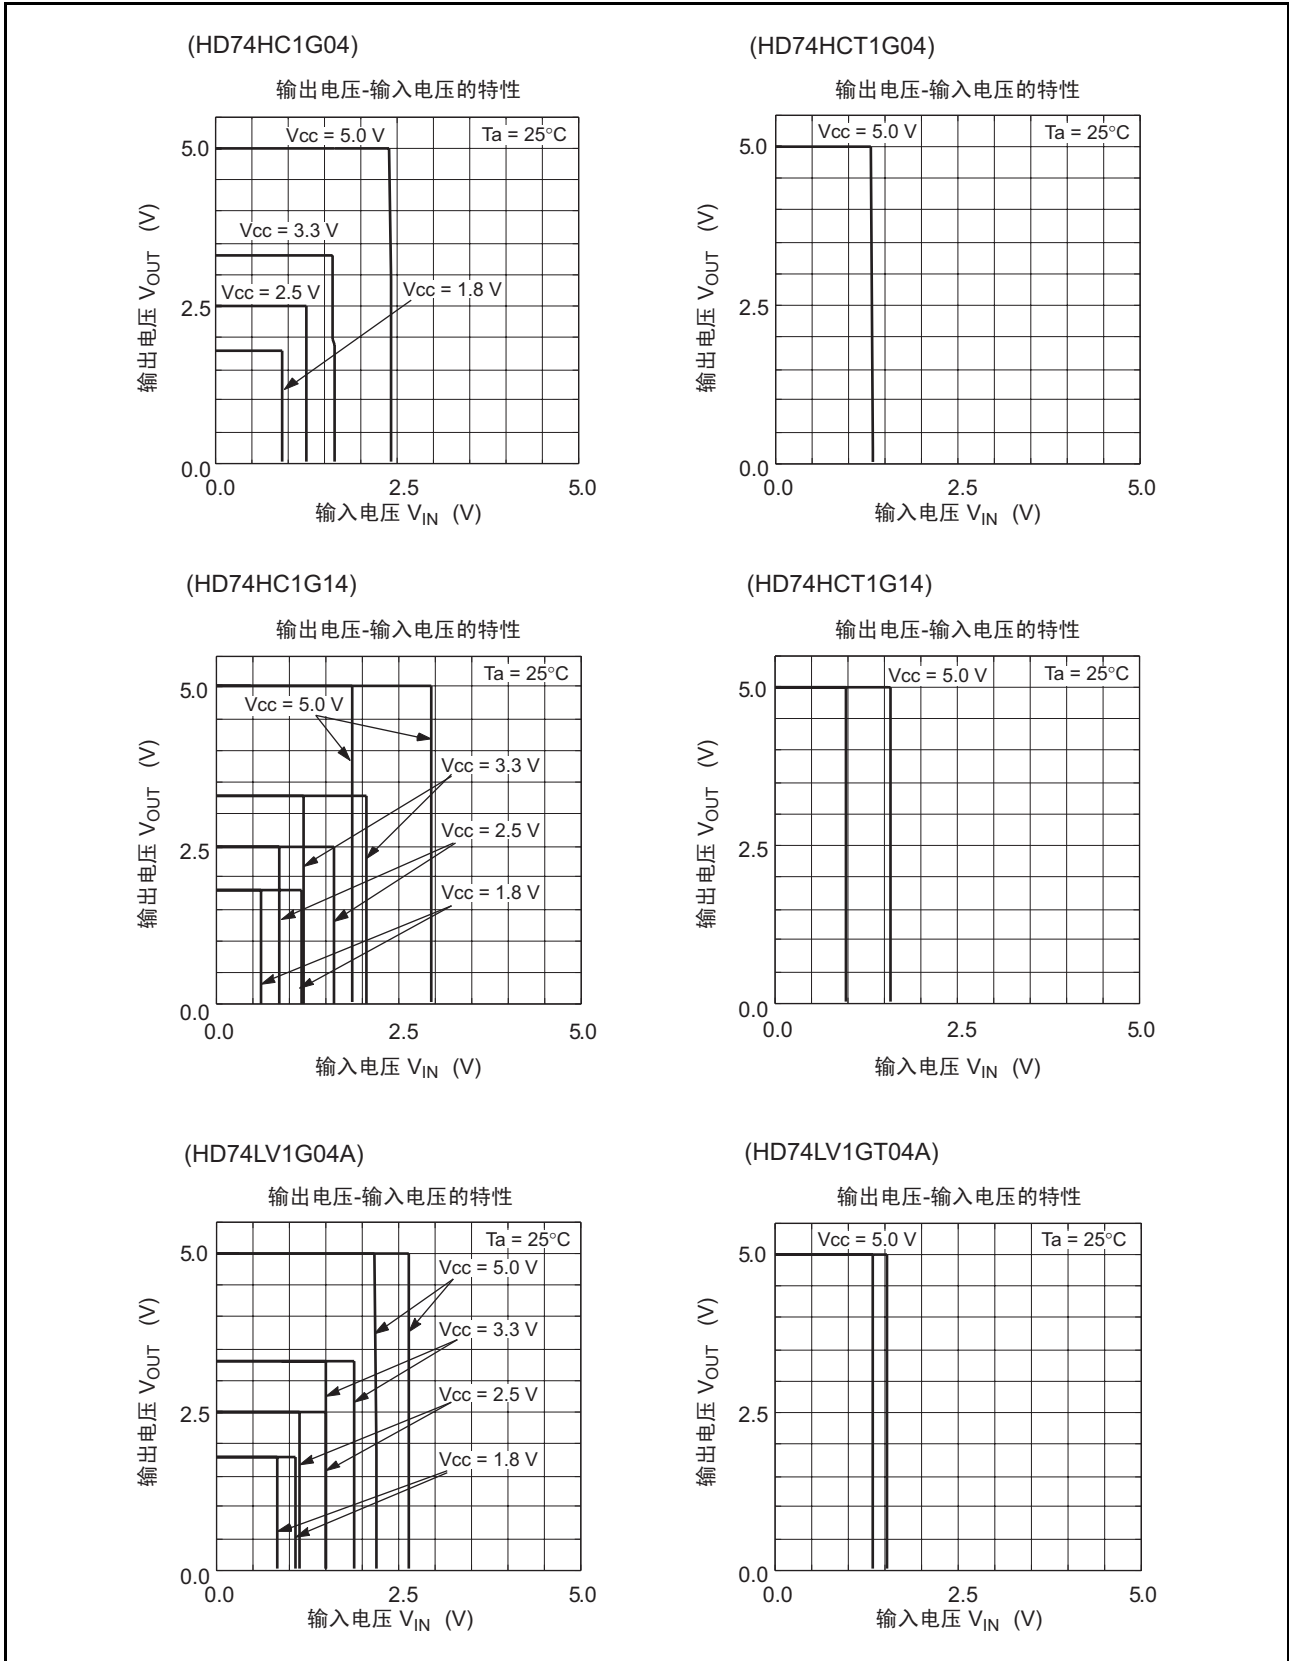 (HD74HC1G04)
输出电压-输入电压的特性
Vcc = 5.0 V
Ta = 25°C
5.0
Vcc = 3.3 V
Vcc = 2.5 V
Vcc = 1.8 V
2.5
输出电压 VOUT (V)
0.0
0.0 2.5 5.0
输入电压 VIN (V)
(HD74HCT1G04)
输出电压-输入电压的特性
Vcc = 5.0 V
Ta = 25°C
5.0
2.5
输出电压 VOUT (V)
0.0
0.0 2.5 5.0
输入电压 VIN (V)
(HD74HC1G14)
输出电压-输入电压的特性
Ta = 25°C
5.0
Vcc = 5.0 V
Vcc = 3.3 V
Vcc = 2.5 V
2.5
Vcc = 1.8 V
输出电压 VOUT (V)
0.0
0.0 2.5 5.0
输入电压 VIN (V)
(HD74HCT1G14)
输出电压-输入电压的特性
Vcc = 5.0 V
Ta = 25°C
5.0
2.5
输出电压 VOUT (V)
0.0
0.0 2.5 5.0
输入电压 VIN (V)
(HD74LV1G04A)
输出电压-输入电压的特性
Ta = 25°C
5.0
Vcc = 5.0 V
Vcc = 3.3 V
Vcc = 2.5 V
2.5
Vcc = 1.8 V
输出电压 VOUT (V)
0.0
0.0 2.5 5.0
输入电压 VIN (V)
(HD74LV1GT04A)
输出电压-输入电压的特性
Vcc = 5.0 V
Ta = 25°C
5.0
2.5
输出电压 VOUT (V)
0.0
0.0 2.5 5.0
输入电压 VIN (V)